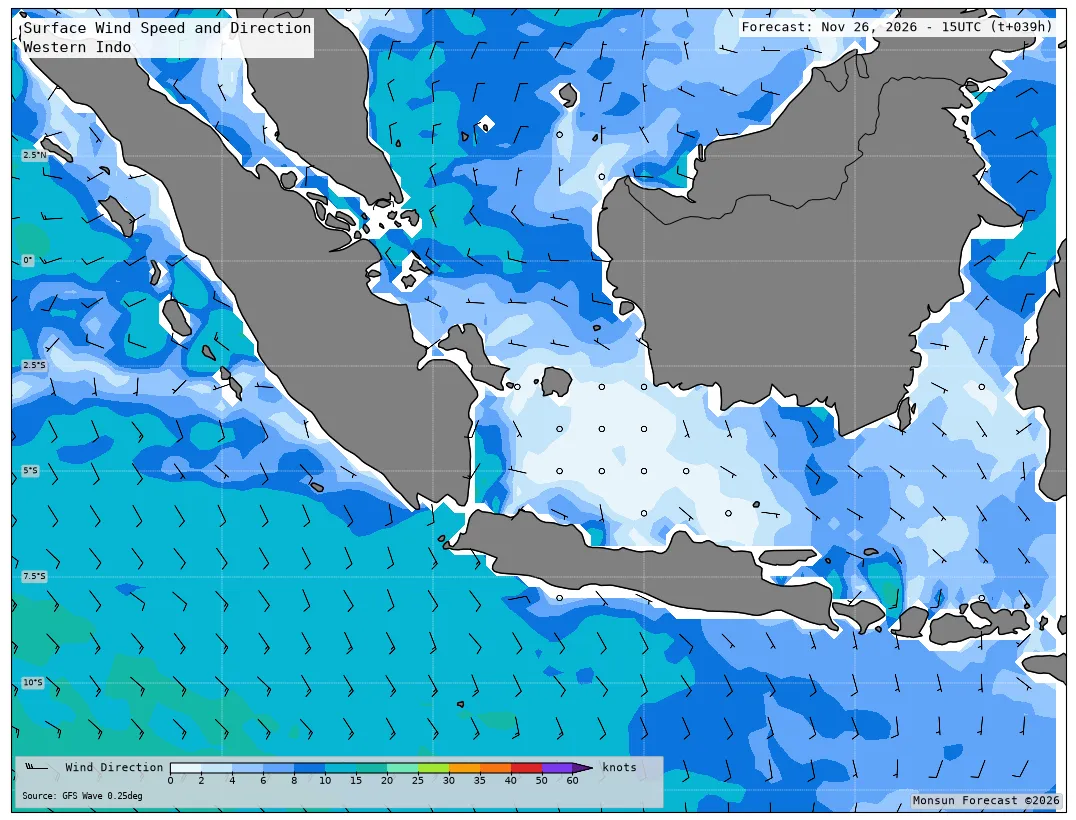 Surface Wind Speed and Direction
Western Indo
Forecast: Nov 26, 2026 - 15UTC (t+039h)
2.5°N
0°
2.5°S
5°S
7.5°S
10°S
Wind Direction
0 2 4 6 8 10 15 20 25 30 35 40 50 60
knots
Source: GFS Wave 0.25deg
Monsun Forecast ©2026